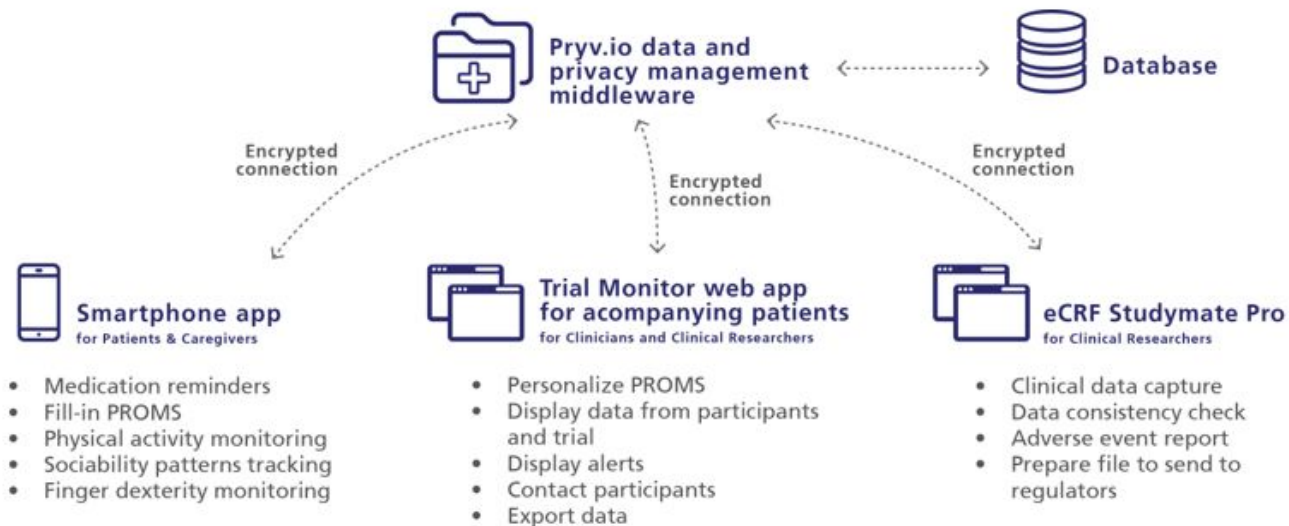 Pryv.io data and
privacy management
middleware
Database
Encrypted
connection
Encrypted
connection
Encrypted
connection
Smartphone app
for Patients & Caregivers
• Medication reminders
• Fill-in PROMS
• Physical activity monitoring
• Sociability patterns tracking
• Finger dexterity monitoring
Trial Monitor web app
for acompanying patients
for Clinicians and Clinical Researchers
• Personalize PROMS
• Display data from participants
and trial
• Display alerts
• Contact participants
• Export data
eCRF Studymate Pro
for Clinical Researchers
• Clinical data capture
• Data consistency check
• Adverse event report
• Prepare file to send to
regulators